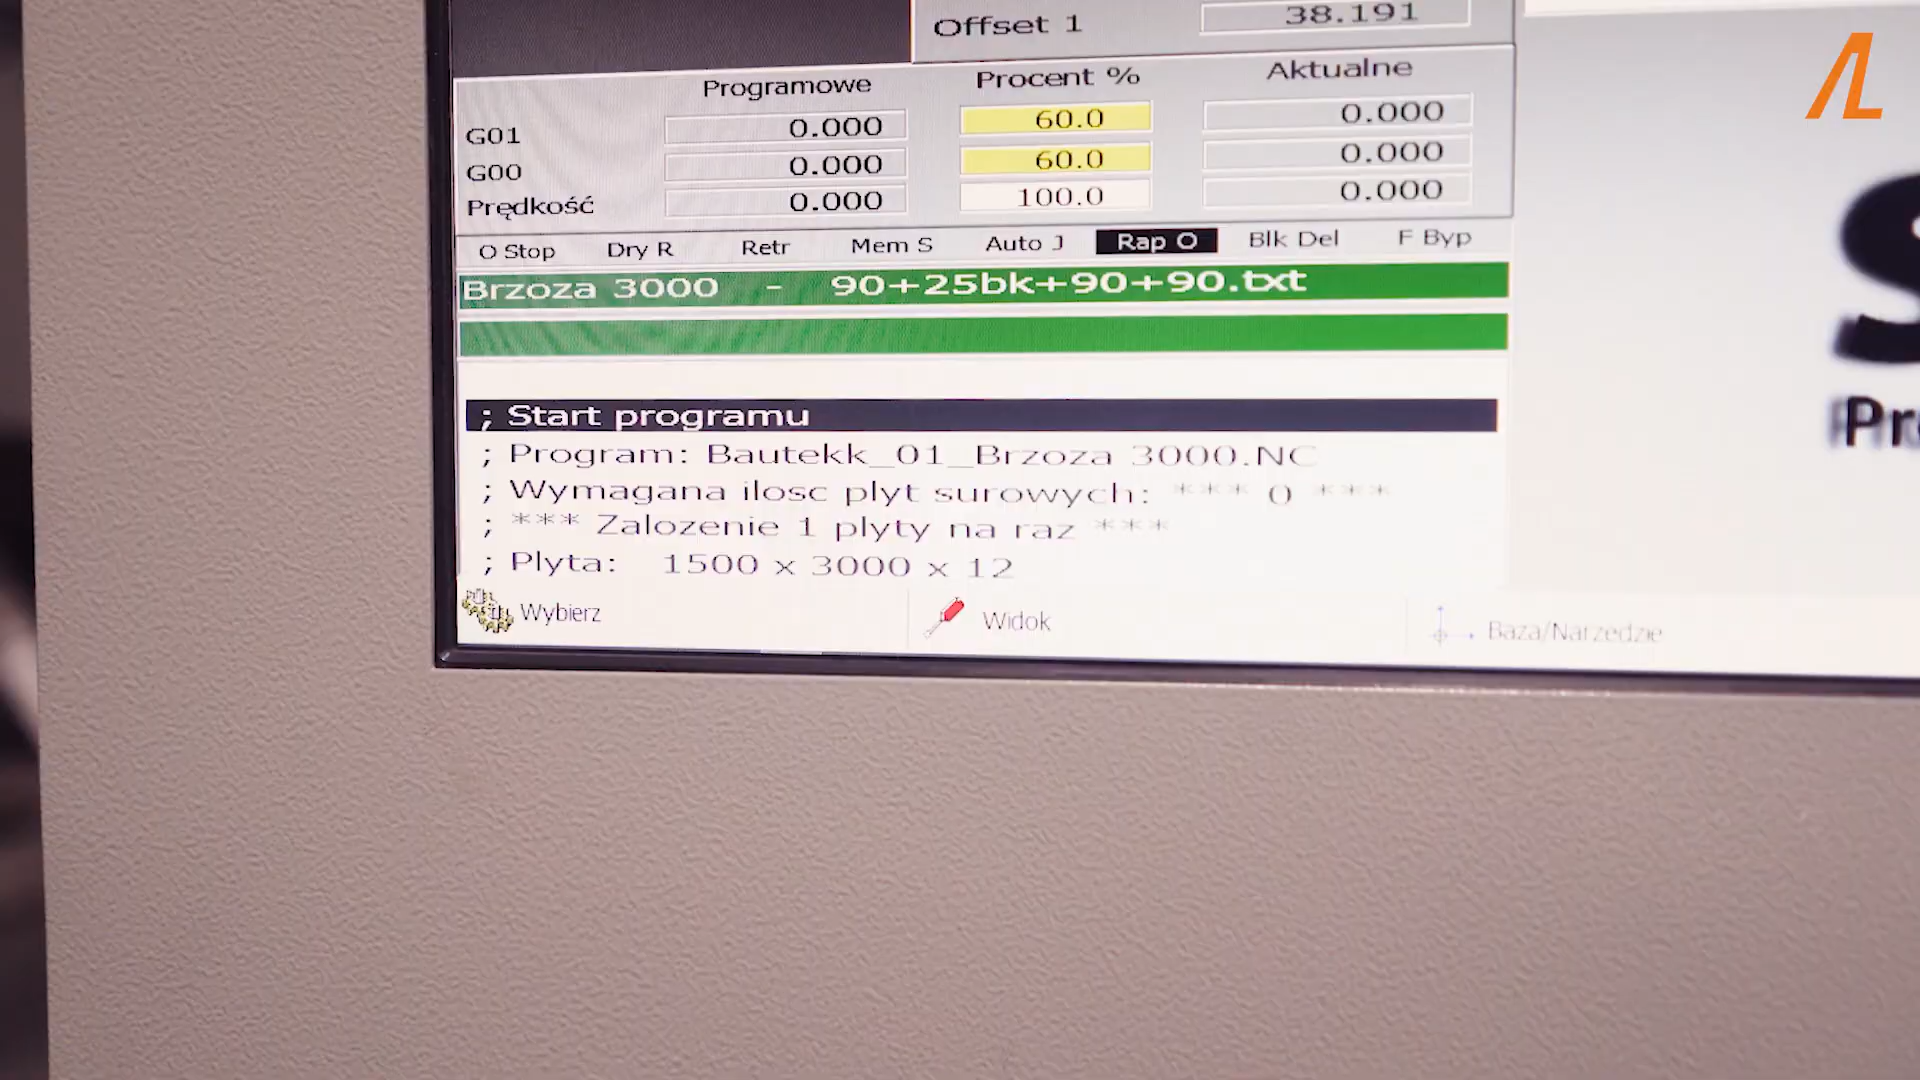 Offset 1 38.191
Programowe Procent % Aktualne
G01 0.000 60.0 0.000
G00 0.000 60.0 0.000
Prędkość 0.000 100.0 0.000
O Stop Dry R Retr Mem S Auto J Rap O Blk Del F Byp
Brzoza 3000 - 90+25bk+90+90.txt
; Start programu
; Program: Bautekk_01_Brzoza 3000.NC
; Wymagana ilosc plyt surowych: *** 0 ***
; *** Zalozenie 1 plyty na raz ***
; Plyta: 1500 x 3000 x 12
Wybierz Widok Baza/Narzedzie